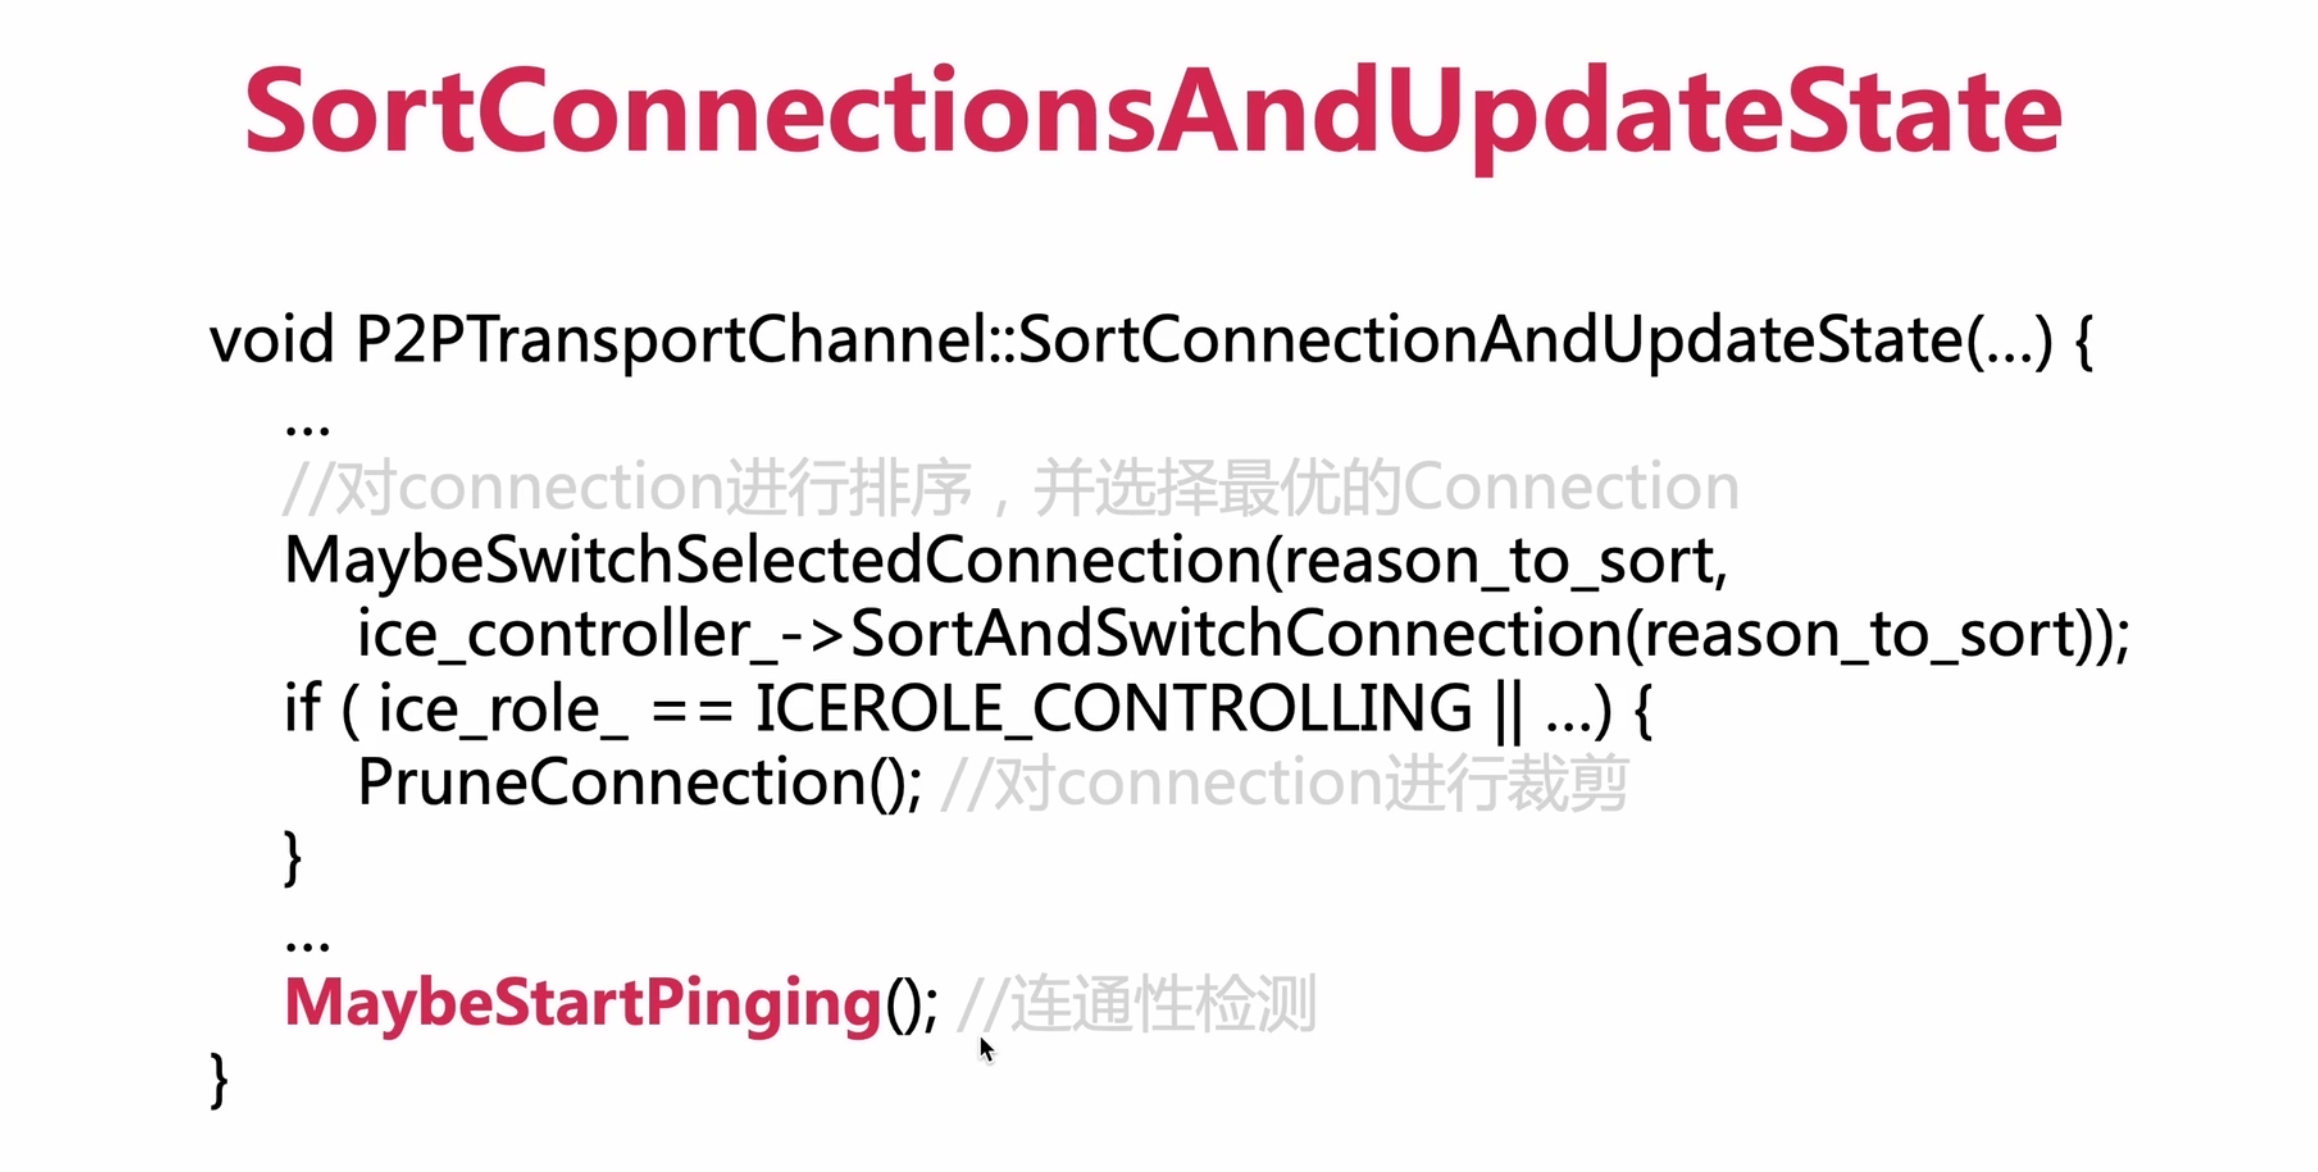 SortConnectionsAndUpdateState
void P2PTransportChannel::SortConnectionAndUpdateState(...) {
...
//对connection进行排序，并选择最优的Connection
MaybeSwitchSelectedConnection(reason_to_sort,
ice_controller_->SortAndSwitchConnection(reason_to_sort));
if ( ice_role_ == ICEROLE_CONTROLLING || ...) {
PruneConnection(); //对connection进行裁剪
}
...
MaybeStartPinging(); //连通性检测
}